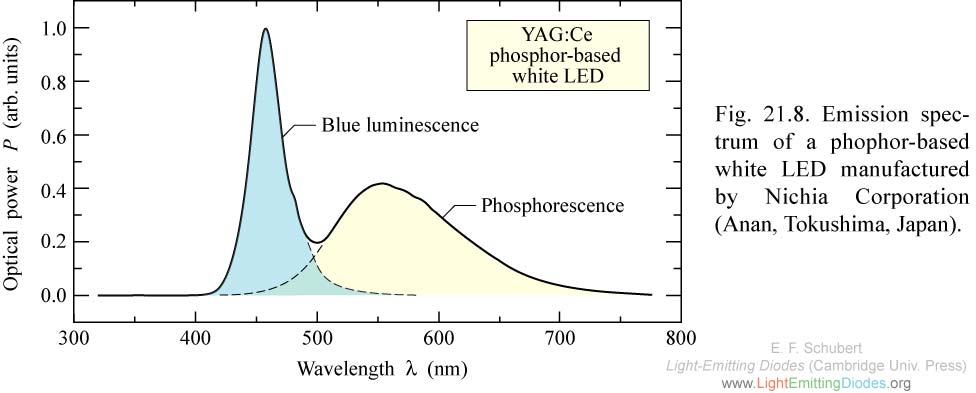 1.0
0.8
0.6
0.4
0.2
0.0
Optical power P (arb. units)
300
400
500
600
700
800
Wavelength λ (nm)
YAG:Ce
phosphor-based
white LED
Blue luminescence
Phosphorescence
Fig. 21.8. Emission spec-
trum of a phophor-based
white LED manufactured
by Nichia Corporation
(Anan, Tokushima, Japan).
E. F. Schubert
Light-Emitting Diodes (Cambridge Univ. Press)
www.LightEmittingDiodes.org